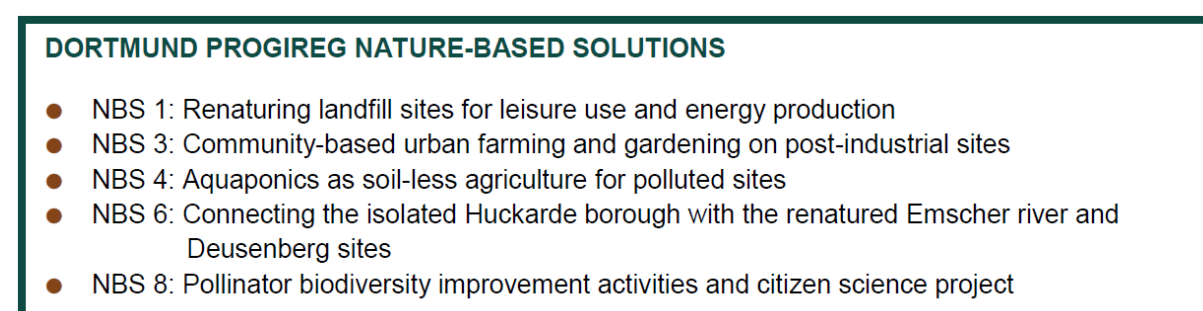 DORTMUND PROGIREG NATURE-BASED SOLUTIONS
● NBS 1: Renaturing landfill sites for leisure use and energy production
● NBS 3: Community-based urban farming and gardening on post-industrial sites
● NBS 4: Aquaponics as soil-less agriculture for polluted sites
● NBS 6: Connecting the isolated Huckarde borough with the renatured Emscher river and
Deusenberg sites
● NBS 8: Pollinator biodiversity improvement activities and citizen science project